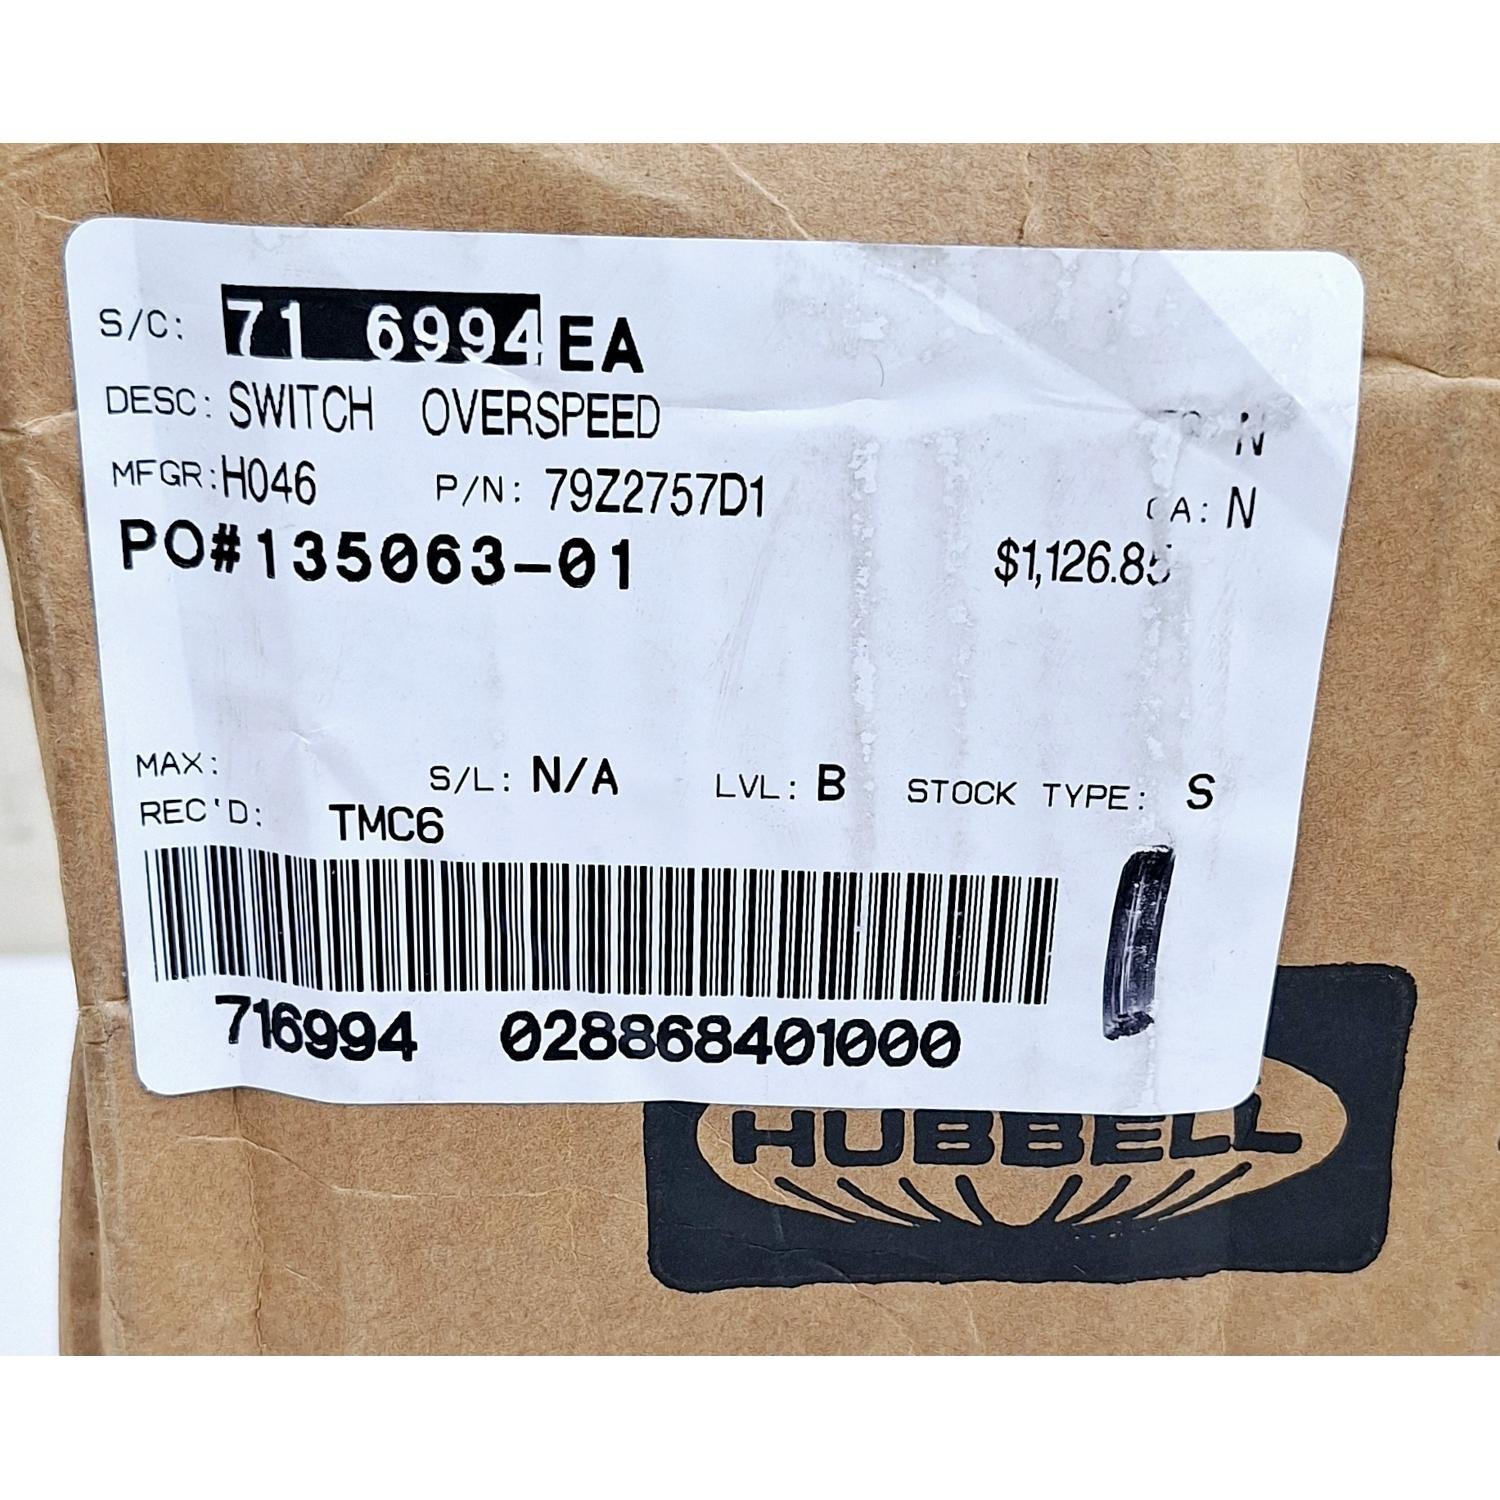 S/C: 71 6994 EA
DESC: SWITCH OVERSPEED N
MFGR: H046 P/N: 79Z2757D1 A: N
PO#135063-01 $1,126.85
MAX: S/L: N/A LVL: B STOCK TYPE: S
REC'D: TMC6
716994 028868401000
HUBBELL